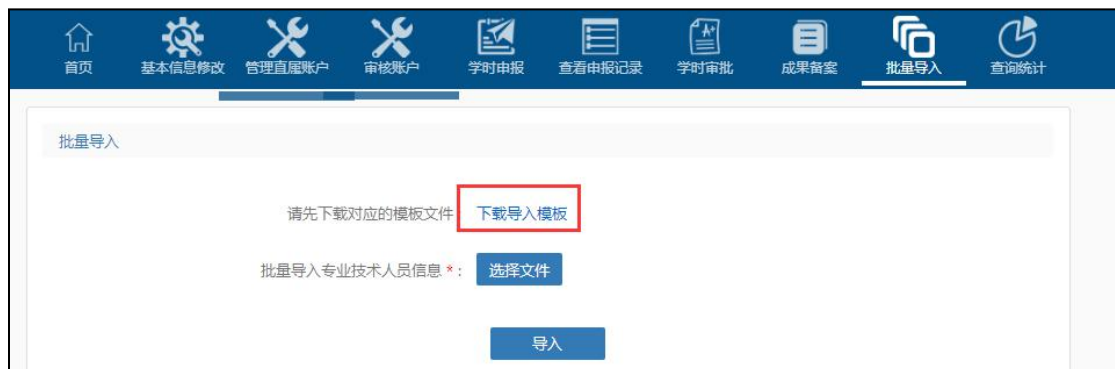 首页 基本信息修改 管理直属账户 审核账户 学时申报 查看申报记录 学时审批 成果备案 批量导入 查询统计
批量导入
请先下载对应的模板文件 下载导入模板
批量导入专业技术人员信息 * : 选择文件
导入